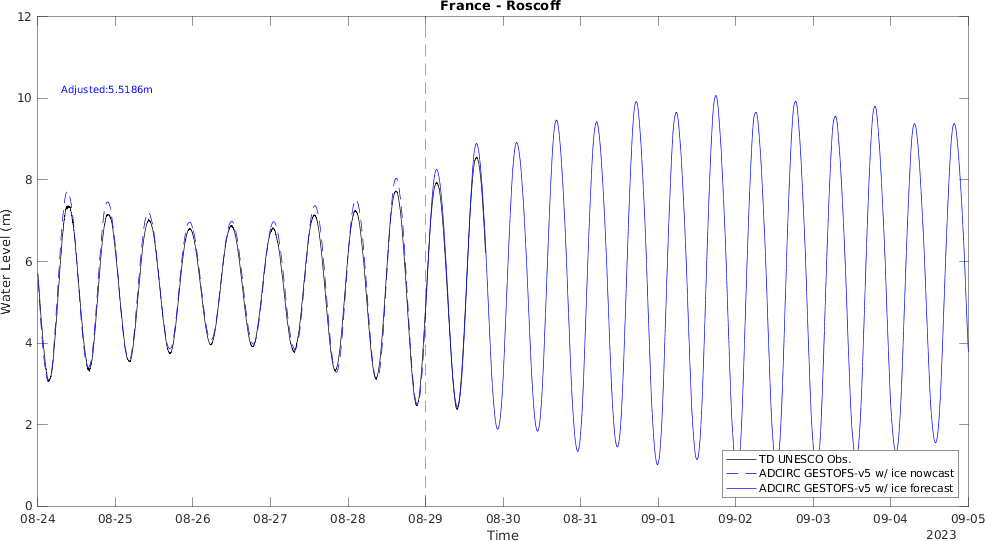 France - Roscoff
12
10
8
6
4
2
0
Water Level (m)
Adjusted:5.5186m
TD UNESCO Obs.
ADCIRC GESTOFS-v5 w/ ice nowcast
ADCIRC GESTOFS-v5 w/ ice forecast
08-24 08-25 08-26 08-27 08-28 08-29 08-30 08-31 09-01 09-02 09-03 09-04 09-05
Time
2023